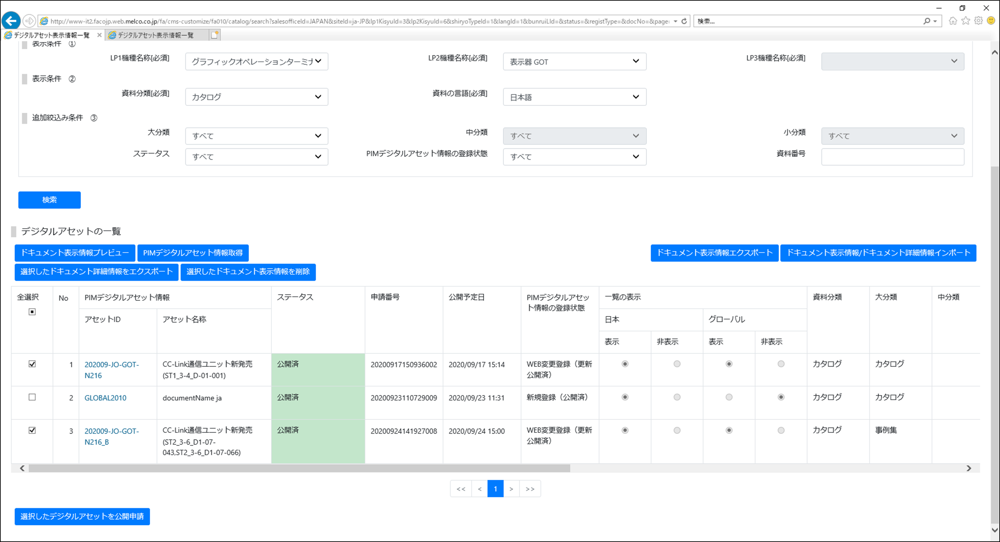 http://www-it2.facojp.web.melco.co.jp/fa/cms-customize/fa010/catalog/search?salesofficeId=JAPAN&siteId=ja-JP&lp1KisyuId=3&lp2KisyuId=6&shiryoTypeId=1&langId=1&bunruiLId=&status=&registType=&docNo=&page:
検索...
デジタルアセット表示情報一覧
デジタルアセット表示情報一覧
表示条件 ①
LP1機種名称[必須] グラフィックオペレーションターミナ LP2機種名称[必須] 表示器 GOT LP3機種名称[必須]
表示条件 ②
資料分類[必須] カタログ 資料の言語[必須] 日本語
追加絞込み条件 ③
大分類 すべて 中分類 すべて 小分類 すべて
ステータス すべて PIMデジタルアセット情報の登録状態 すべて 資料番号
検索
デジタルアセットの一覧
ドキュメント表示情報プレビュー PIMデジタルアセット情報取得 ドキュメント表示情報エクスポート ドキュメント表示情報/ドキュメント詳細情報インポート
選択したドキュメント詳細情報をエクスポート 選択したドキュメント表示情報を削除
全選択 No PIMデジタルアセット情報 ステータス 申請番号 公開予定日 PIMデジタルアセッ
ト情報の登録状態 一覧の表示 資料分類 大分類 中分類
アセットID アセット名称 日本 グローバル
表示 非表示 表示 非表示
1 202009-JO-GOT-
N216 CC-Link通信ユニット新発売
(ST1_3-4_D-01-001) 公開済 20200917150936002 2020/09/17 15:14 WEB変更登録（更新
公開済） カタログ カタログ
2 GLOBAL2010 documentName ja 公開済 20200923110729009 2020/09/23 11:31 新規登録（公開済） カタログ カタログ
3 202009-JO-GOT-
N216_B CC-Link通信ユニット新発売
(ST2_3-6_D1-07-
043,ST2_3-6_D1-07-066) 公開済 20200924141927008 2020/09/24 15:00 WEB変更登録（更新
公開済） カタログ 事例集
<< < 1 > >>
選択したデジタルアセットを公開申請